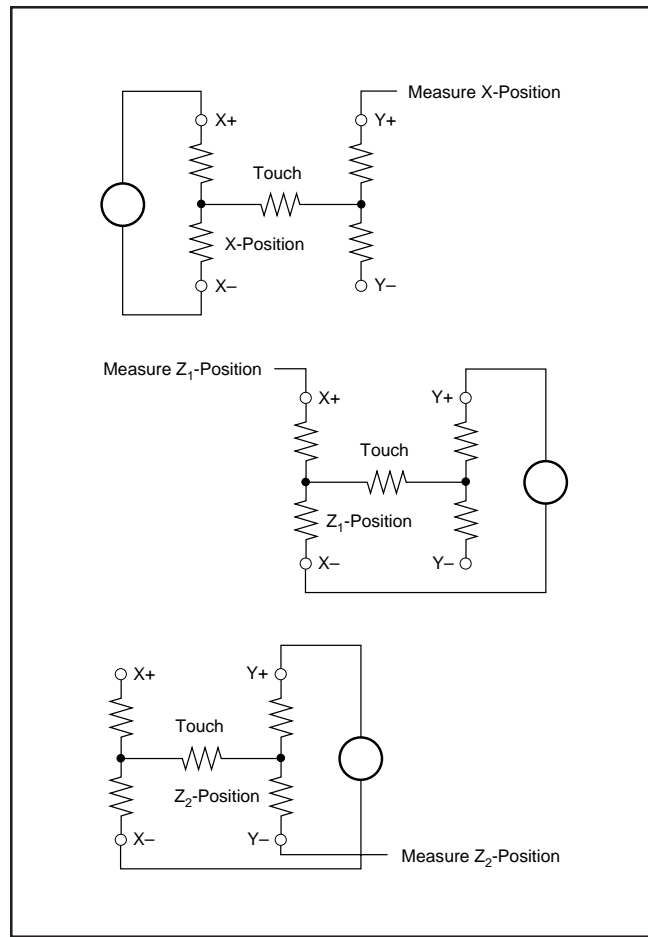 Measure X-Position
X+
Y+
Touch
X-Position
X–
Y–
Measure Z₁-Position
X+
Y+
Touch
Z₁-Position
X–
Y–
X+
Y+
Touch
Z₂-Position
X–
Y–
Measure Z₂-Position